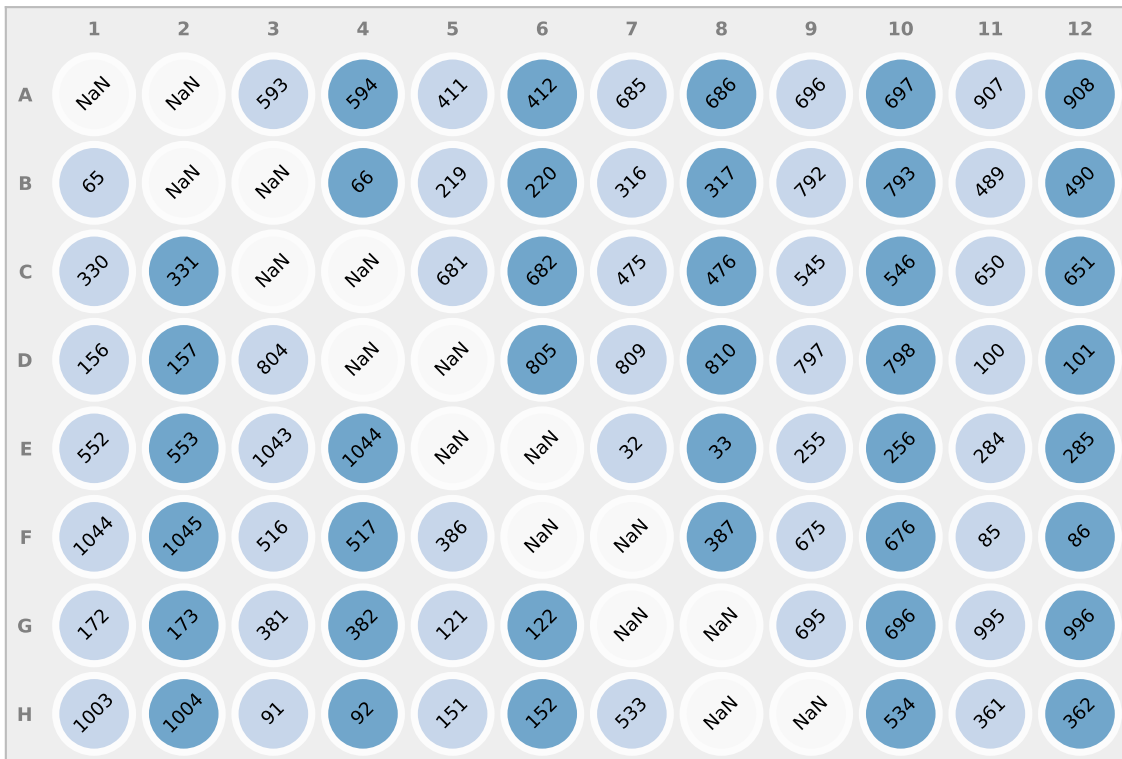 1 2 3 4 5 6 7 8 9 10 11 12
A NaN NaN 593 594 411 412 685 686 696 697 907 908
B 65 NaN NaN 66 219 220 316 317 792 793 489 490
C 330 331 NaN NaN 681 682 475 476 545 546 650 651
D 156 157 804 NaN NaN 805 809 810 797 798 100 101
E 552 553 1043 1044 NaN NaN 32 33 255 256 284 285
F 1044 1045 516 517 386 NaN NaN 387 675 676 85 86
G 172 173 381 382 121 122 NaN NaN 695 696 995 996
H 1003 1004 91 92 151 152 533 NaN NaN 534 361 362